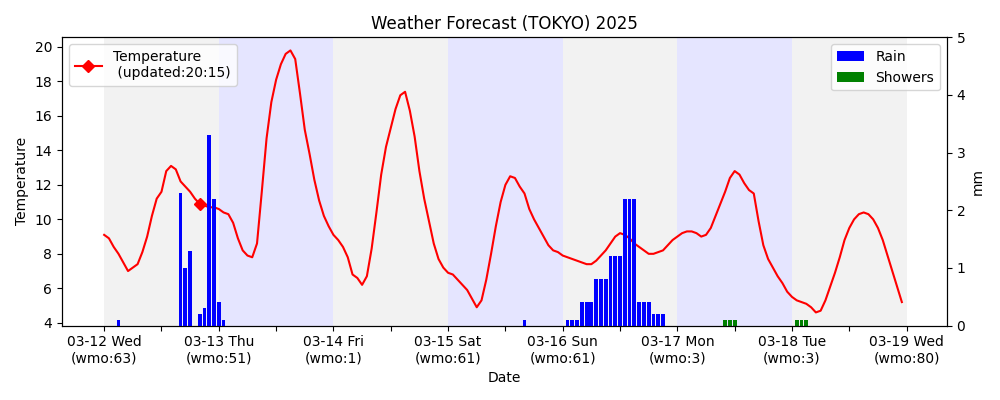 Weather Forecast (TOKYO) 2025
Temperature
(updated:20:15)
Rain
Showers
20
18
16
14
12
10
8
6
4
Temperature
5
4
3
2
1
0
mm
03-12 Wed
(wmo:63)
03-13 Thu
(wmo:51)
03-14 Fri
(wmo:1)
03-15 Sat
(wmo:61)
03-16 Sun
(wmo:61)
03-17 Mon
(wmo:3)
03-18 Tue
(wmo:3)
03-19 Wed
(wmo:80)
Date